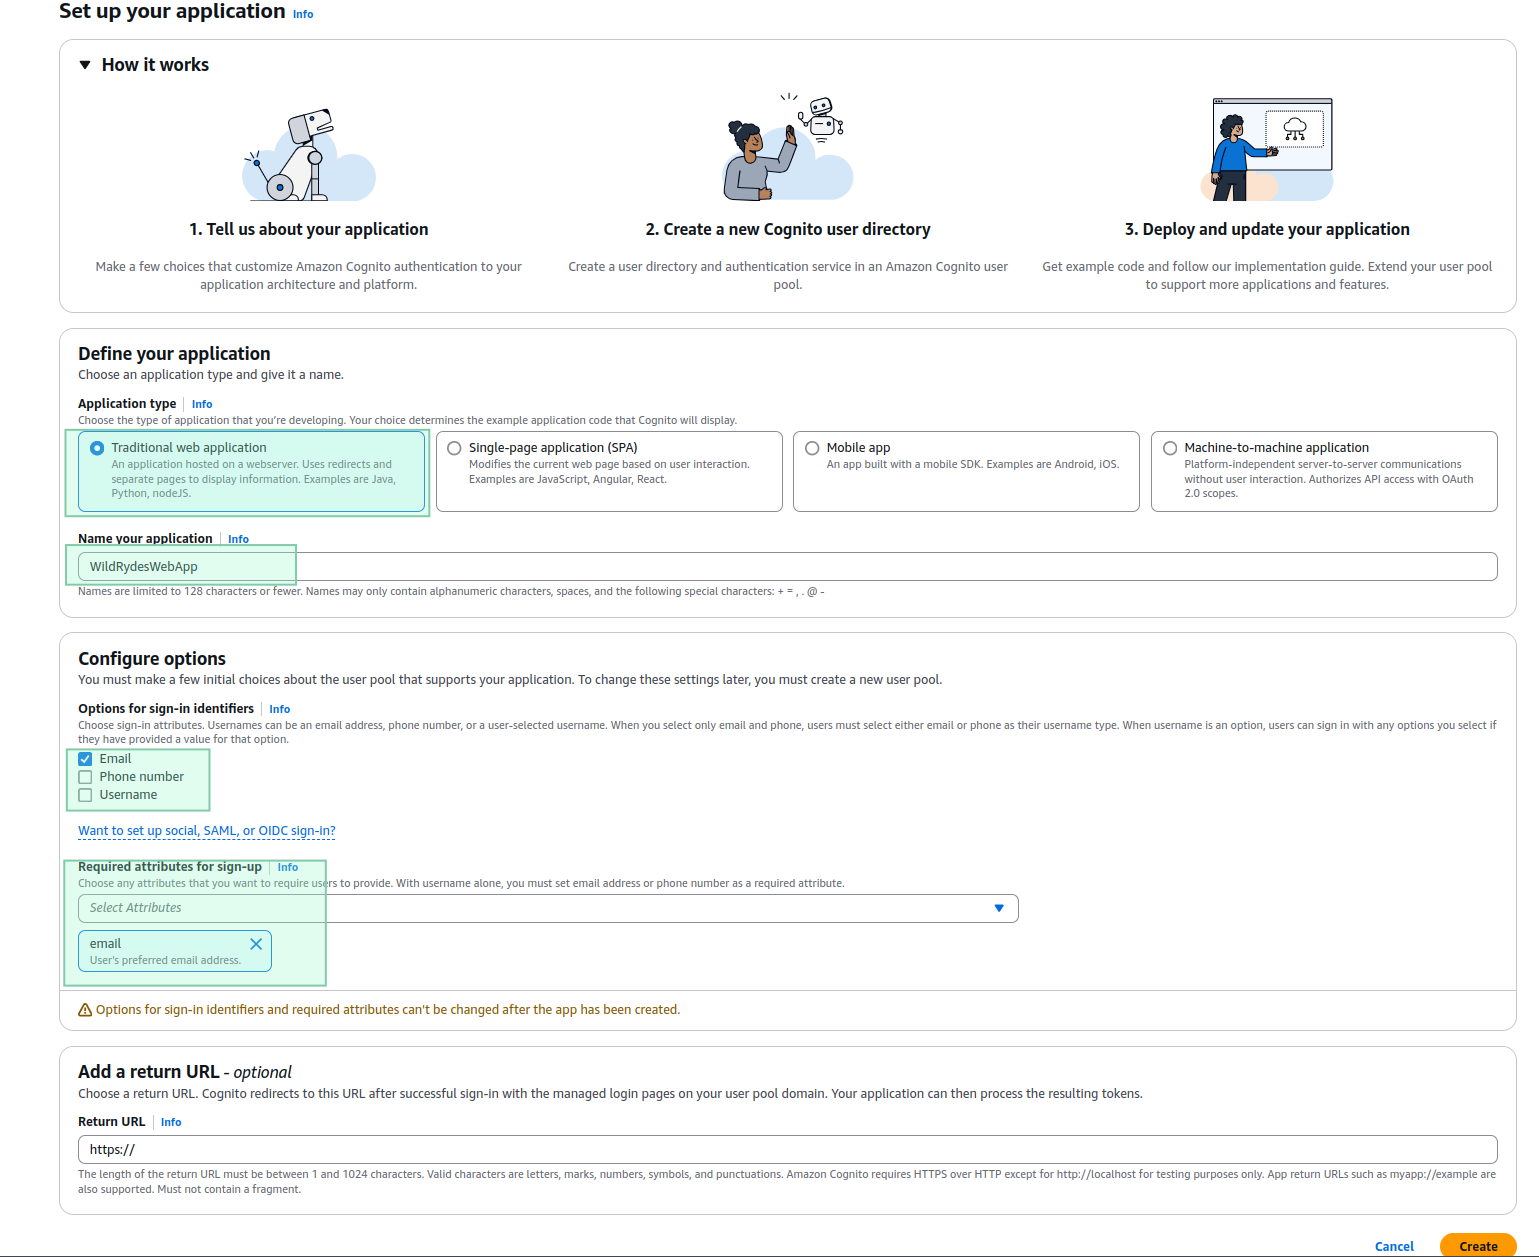 Set up your application Info
How it works
1. Tell us about your application
Make a few choices that customize Amazon Cognito authentication to your
application architecture and platform.
2. Create a new Cognito user directory
Create a user directory and authentication service in an Amazon Cognito user
pool.
3. Deploy and update your application
Get example code and follow our implementation guide. Extend your user pool
to support more applications and features.
Define your application
Choose an application type and give it a name.
Application type Info
Choose the type of application that you're developing. Your choice determines the example application code that Cognito will display.
Traditional web application
An application hosted on a webserver. Uses redirects and
separate pages to display information. Examples are Java,
Python, nodeJS.
Single-page application (SPA)
Modifies the current web page based on user interaction.
Examples are JavaScript, Angular, React.
Mobile app
An app built with a mobile SDK. Examples are Android, iOS.
Machine-to-machine application
Platform-independent server-to-server communications
without user interaction. Authorizes API access with OAuth
2.0 scopes.
Name your application Info
WildRydesWebApp
Names are limited to 128 characters or fewer. Names may only contain alphanumeric characters, spaces, and the following special characters: + = , . @ -
Configure options
You must make a few initial choices about the user pool that supports your application. To change these settings later, you must create a new user pool.
Options for sign-in identifiers Info
Choose sign-in attributes. Usernames can be an email address, phone number, or a user-selected username. When you select only email and phone, users must select either email or phone as their username type. When username is an option, users can sign in with any options you select if
they have provided a value for that option.
Email
Phone number
Username
Want to set up social, SAML, or OIDC sign-in?
Required attributes for sign-up Info
Choose any attributes that you want to require users to provide. With username alone, you must set email address or phone number as a required attribute.
Select Attributes
email
User's preferred email address.
Options for sign-in identifiers and required attributes can't be changed after the app has been created.
Add a return URL - optional
Choose a return URL. Cognito redirects to this URL after successful sign-in with the managed login pages on your user pool domain. Your application can then process the resulting tokens.
Return URL Info
https://
The length of the return URL must be between 1 and 1024 characters. Valid characters are letters, marks, numbers, symbols, and punctuations. Amazon Cognito requires HTTPS over HTTP except for http://localhost for testing purposes only. App return URLs such as myapp://example are
also supported. Must not contain a fragment.
Cancel
Create